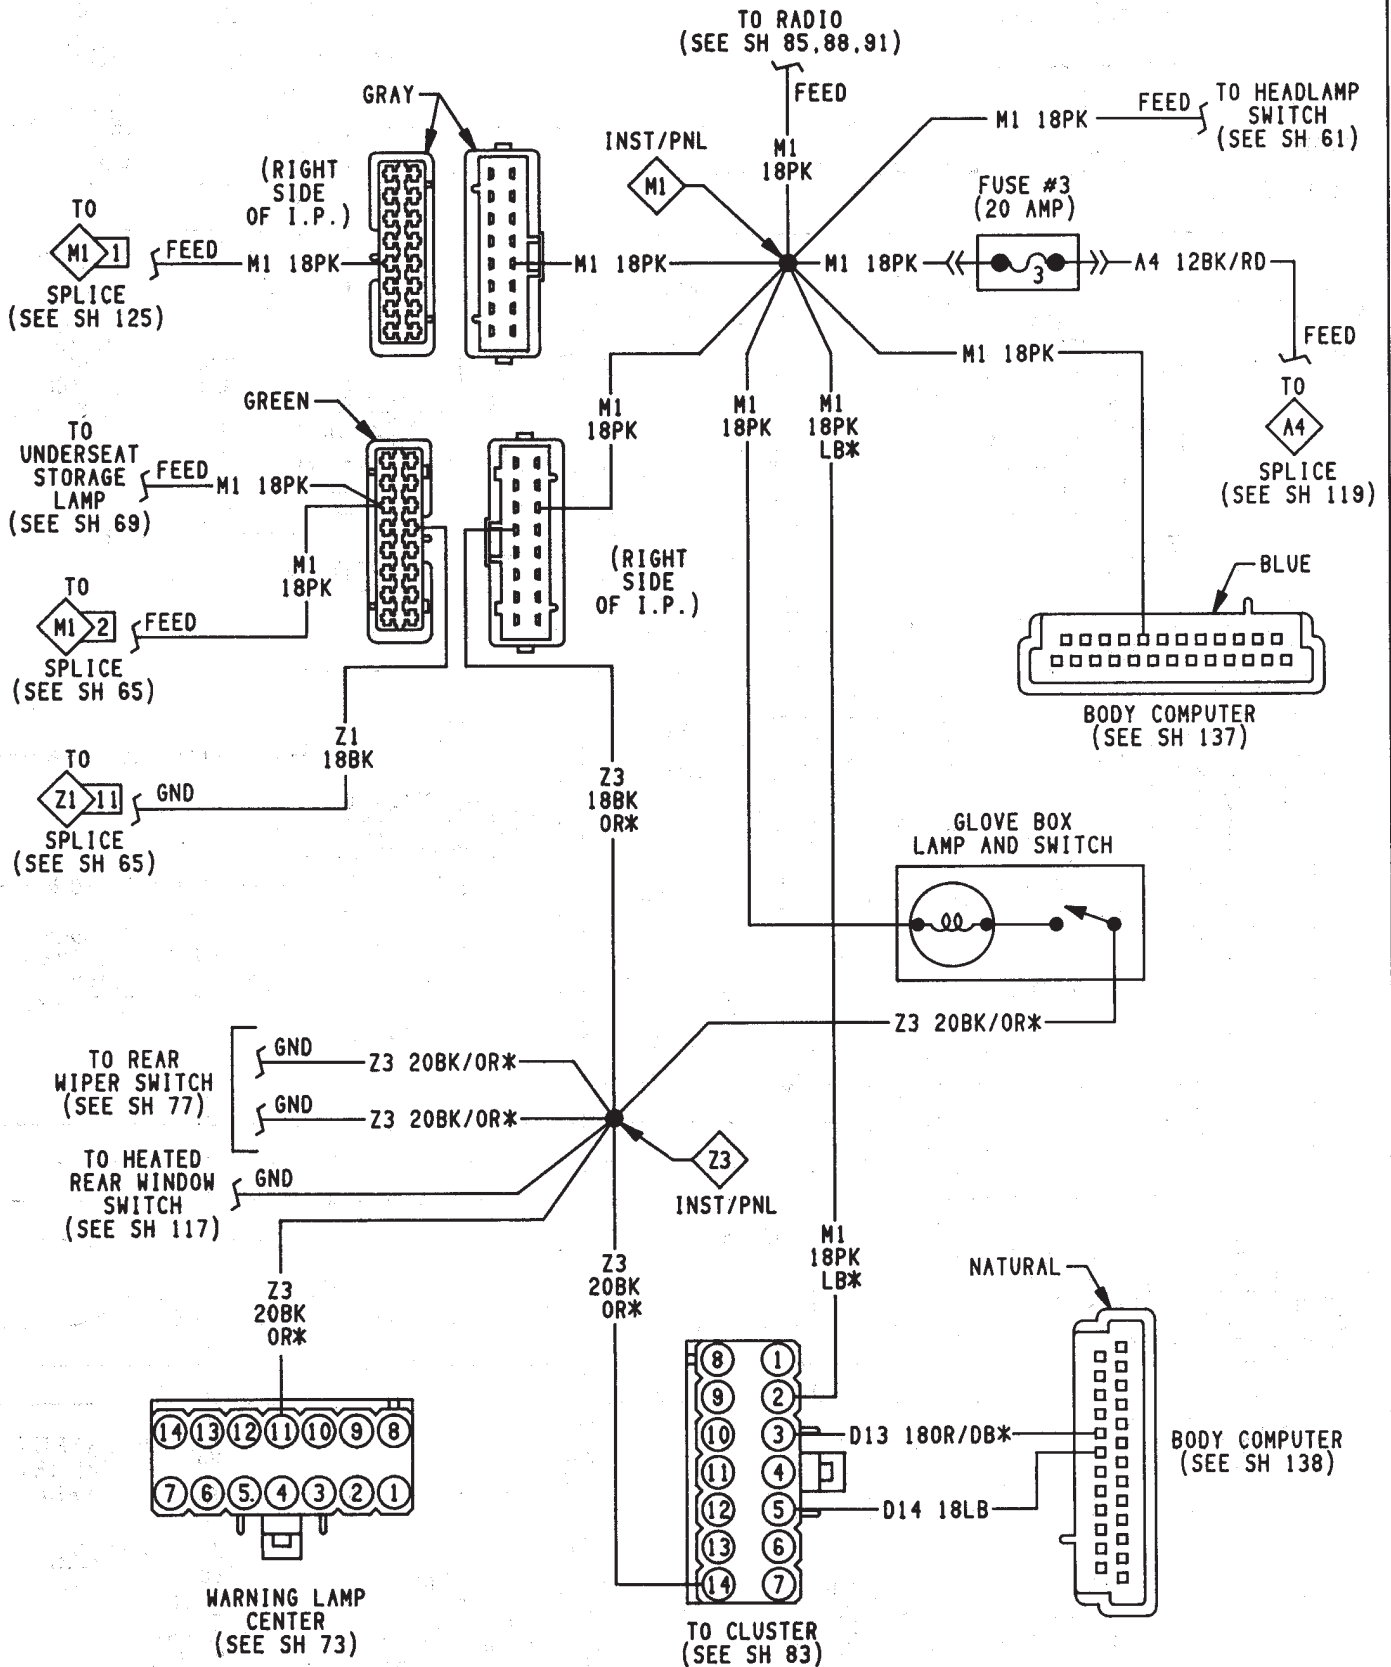 TO RADIO
(SEE SH 85,88,91)
FEED
M1
18PK
M1 18PK
FEED
TO HEADLAMP
SWITCH
(SEE SH 61)
GRAY
INST/PNL
M1
(RIGHT
SIDE
OF I.P.)
FUSE #3
(20 AMP)
TO
M1 1
SPLICE
(SEE SH 125)
FEED
M1 18PK
M1 18PK
M1 18PK
3
A4 12BK/RD
FEED
TO
A4
SPLICE
(SEE SH 119)
M1 18PK
GREEN
M1
18PK
M1
18PK
M1
18PK
LB*
TO
UNDERSEAT
STORAGE
LAMP
(SEE SH 69)
FEED
M1 18PK
M1
18PK
(RIGHT
SIDE
OF I.P.)
BLUE
TO
M1 2
SPLICE
(SEE SH 65)
FEED
BODY COMPUTER
(SEE SH 137)
Z1
18BK
TO
Z1 11
SPLICE
(SEE SH 65)
GND
Z3
18BK
OR*
GLOVE BOX
LAMP AND SWITCH
Z3 20BK/OR*
TO REAR
WIPER SWITCH
(SEE SH 77)
GND
Z3 20BK/OR*
GND
Z3 20BK/OR*
TO HEATED
REAR WINDOW
SWITCH
(SEE SH 117)
GND
Z3
INST/PNL
Z3
20BK
OR*
Z3
20BK
OR*
M1
18PK
LB*
NATURAL
14 13 12 11 10 9 8
7 6 5 4 3 2 1
WARNING LAMP
CENTER
(SEE SH 73)
8 1
9 2
10 3
11 4
12 5
13 6
14 7
D13 18OR/DB*
D14 18LB
TO CLUSTER
(SEE SH 83)
BODY COMPUTER
(SEE SH 138)